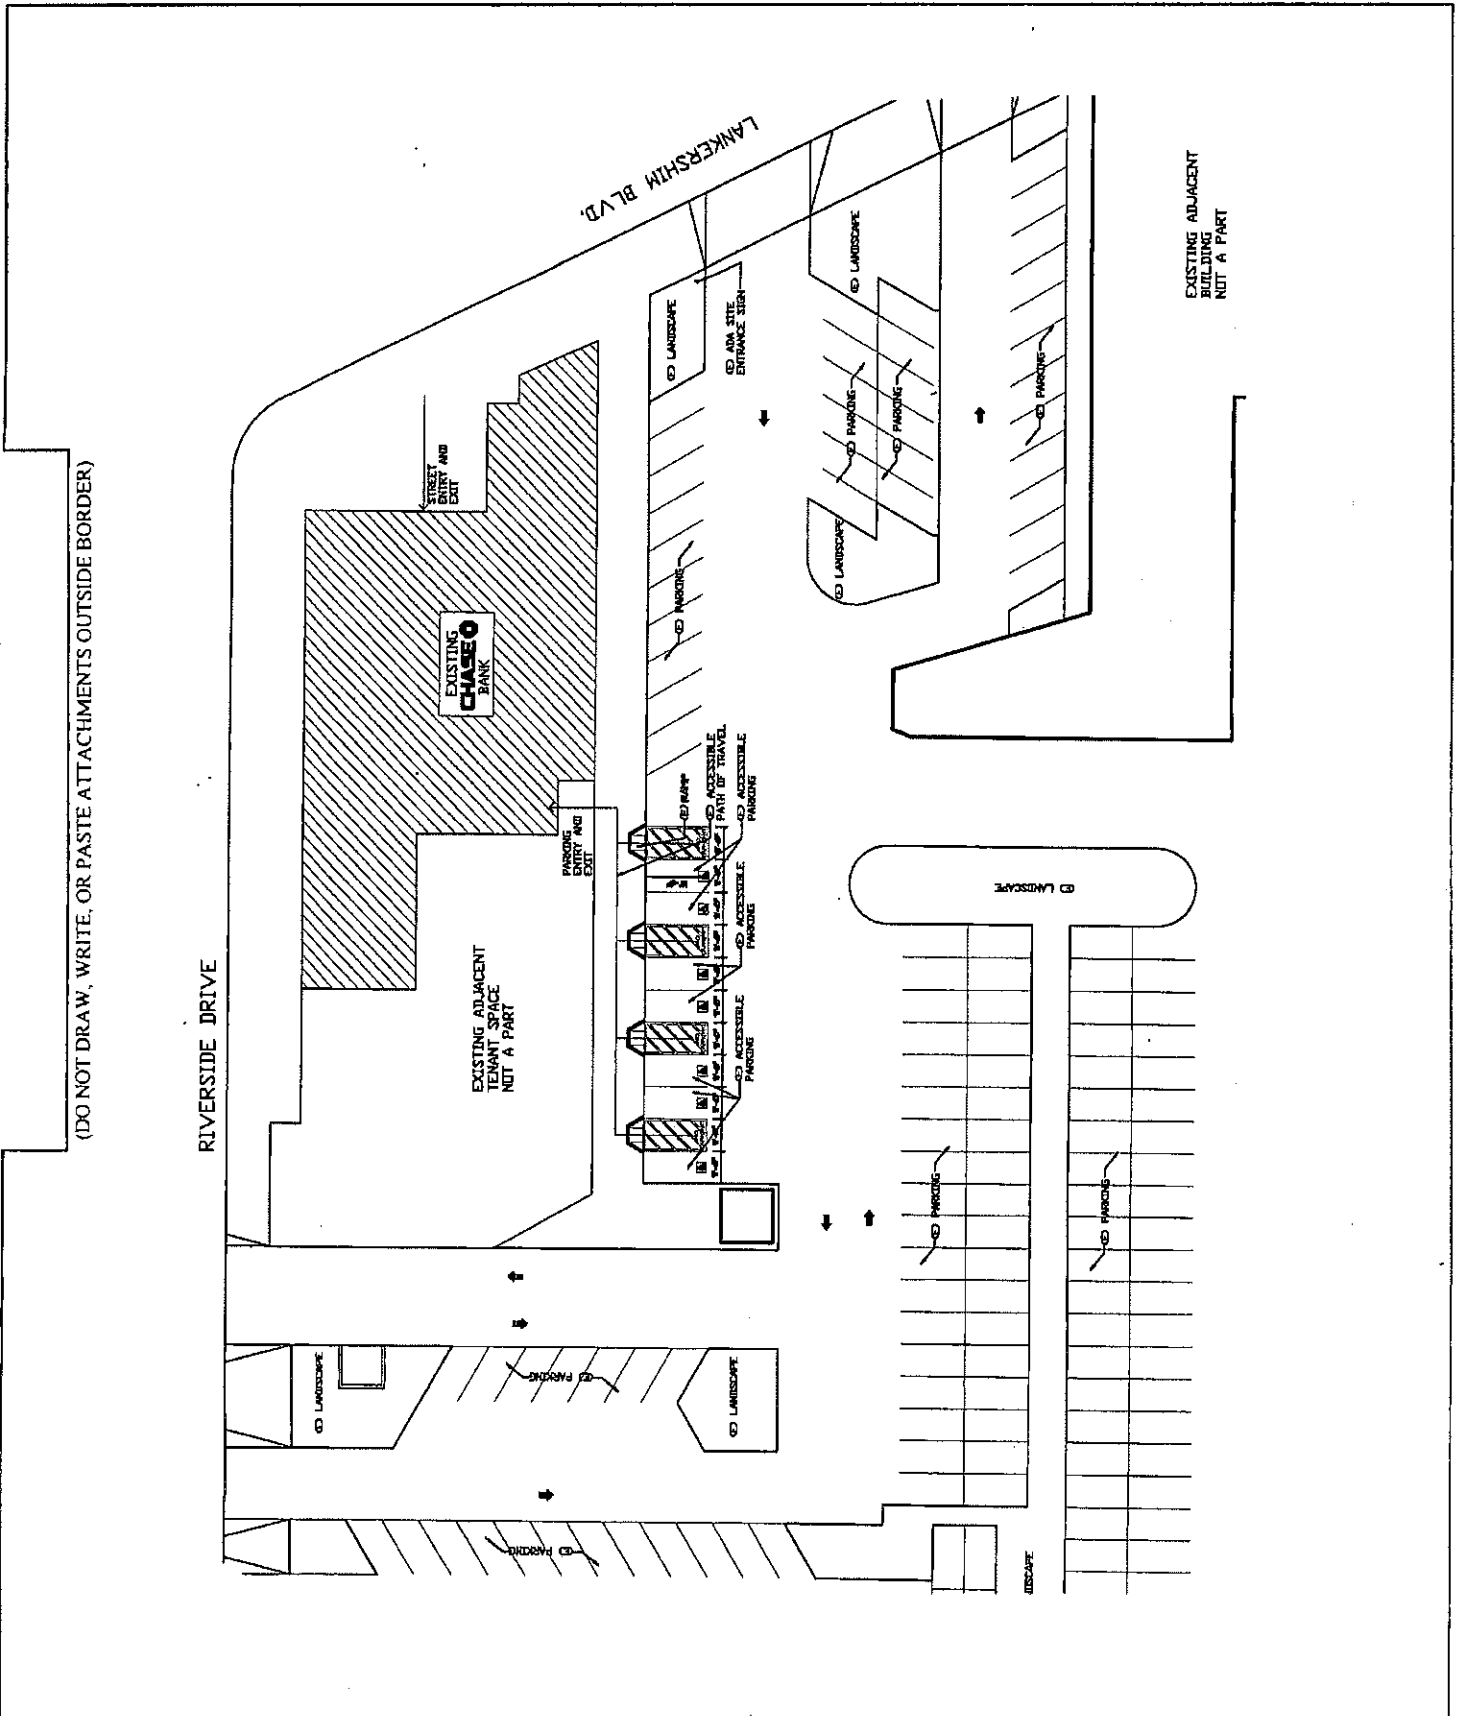 (DO NOT DRAW, WRITE, OR PASTE ATTACHMENTS OUTSIDE BORDER)
RIVERSIDE DRIVE
LANKERSHIM BLVD.
EXISTING
CHASE
BANK
STREET
ENTRY AND
EXIT
PARKING
ENTRY AND
EXIT
EXISTING ADJACENT
TENANT SPACE
NOT A PART
EXISTING ADJACENT
BUILDING
NOT A PART
(E) LANDSCAPE
(E) ADA SITE
ENTRANCE SIGN
(E) LANDSCAPE
(E) PARKING
(E) PARKING
(E) PARKING
(E) LANDSCAPE
(E) PARKING
(E) RAMP
(E) ACCESSIBLE
PATH OF TRAVEL
(E) ACCESSIBLE
PARKING
(E) ACCESSIBLE
PARKING
(E) ACCESSIBLE
PARKING
(E) LANDSCAPE
(E) PARKING
(E) PARKING
(E) LANDSCAPE
(E) PARKING
(E) LANDSCAPE
(E) PARKING